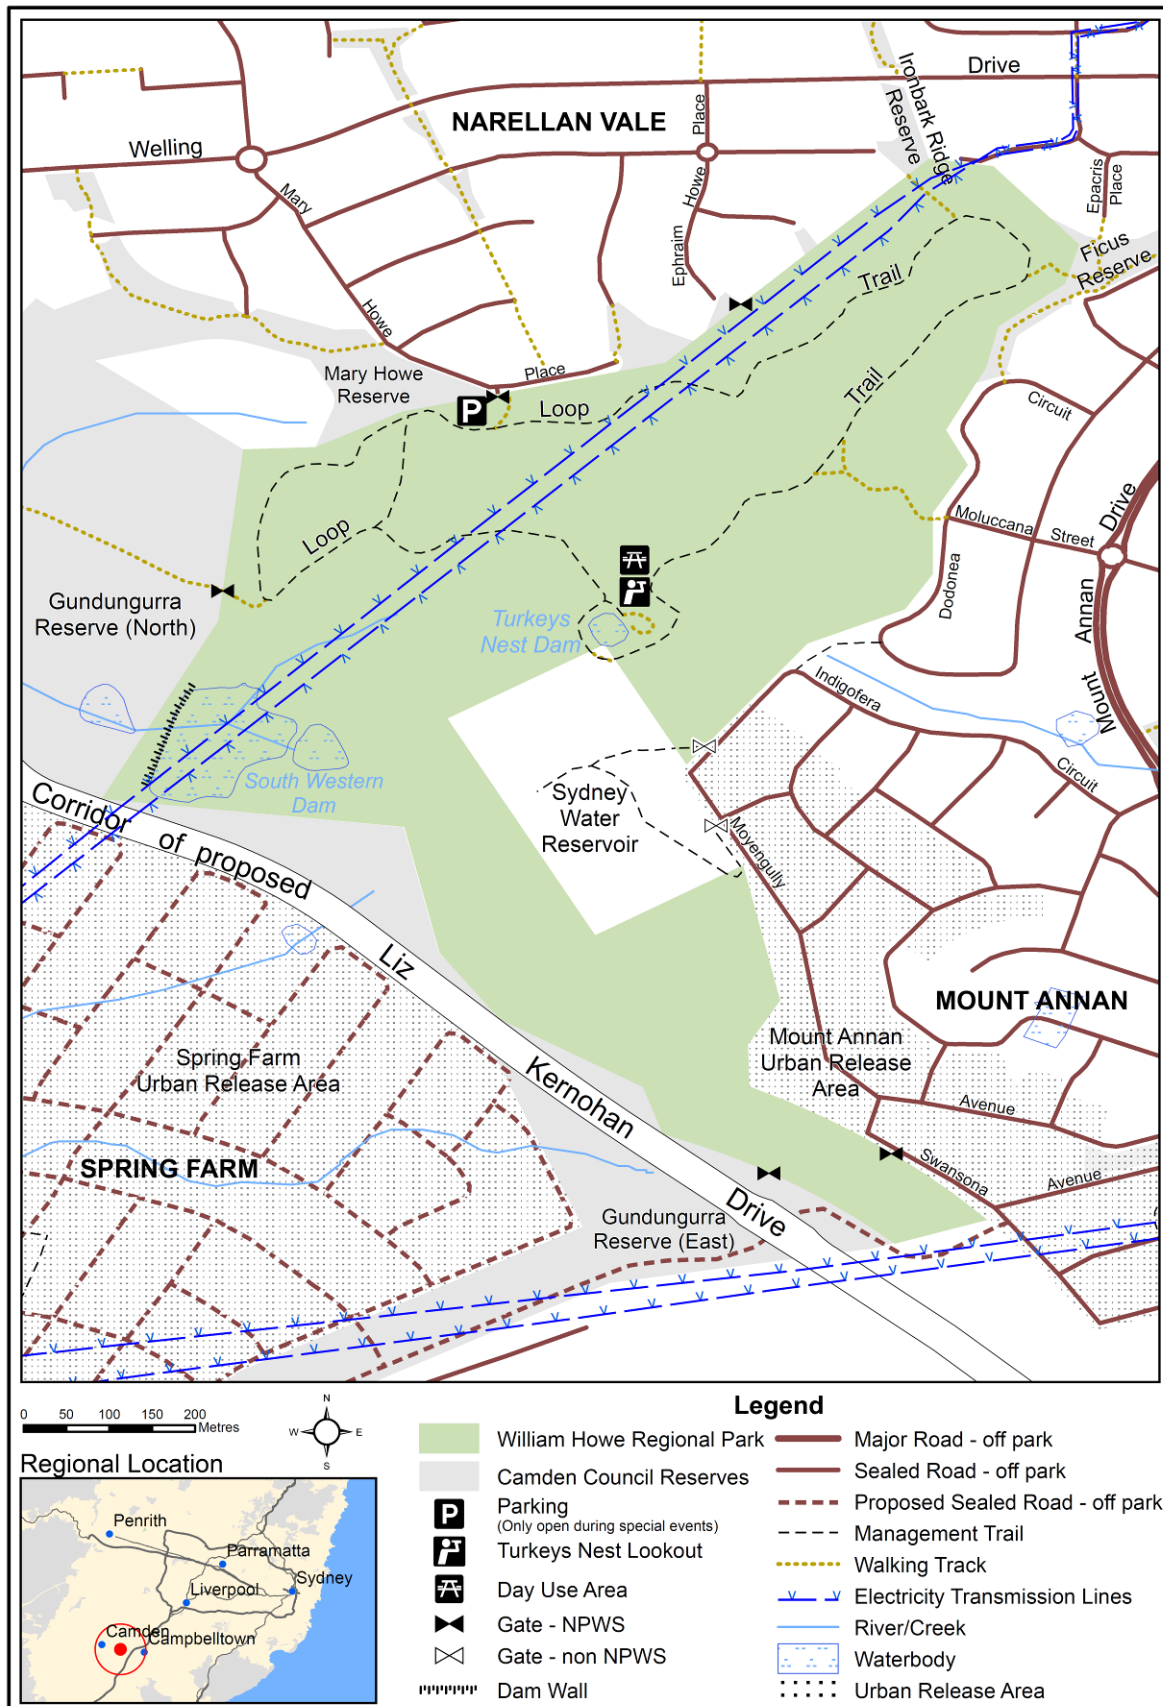 Drive
NARELLAN VALE
Ironbark Ridge
Reserve
Place
Welling
Mary
Howe
Epacris
Place
Ephraim
Ficus
Reserve
Trail
Howe
Place
Mary Howe
Reserve
Loop
Trail
Circuit
Drive
Moluccana
Street
Loop
Gundungurra
Reserve (North)
Turkeys
Nest Dam
Dodonea
Annan
Mount
Indigofera
Circuit
South Western
Dam
Sydney
Water
Reservoir
Moyengully
Corridor of proposed
Liz
Kernohan
Drive
MOUNT ANNAN
Mount Annan
Urban Release
Area
Spring Farm
Urban Release Area
Avenue
SPRING FARM
Swansona
Avenue
Gundungurra
Reserve (East)
P
0 50 100 150 200
Metres
N
W E
S
Regional Location
Penrith
Parramatta
Liverpool
Sydney
Camden
Campbelltown
Legend
William Howe Regional Park
Camden Council Reserves
P
Parking
(Only open during special events)
Turkeys Nest Lookout
Day Use Area
Gate - NPWS
Gate - non NPWS
Dam Wall
Major Road - off park
Sealed Road - off park
Proposed Sealed Road - off park
Management Trail
Walking Track
Electricity Transmission Lines
River/Creek
Waterbody
Urban Release Area